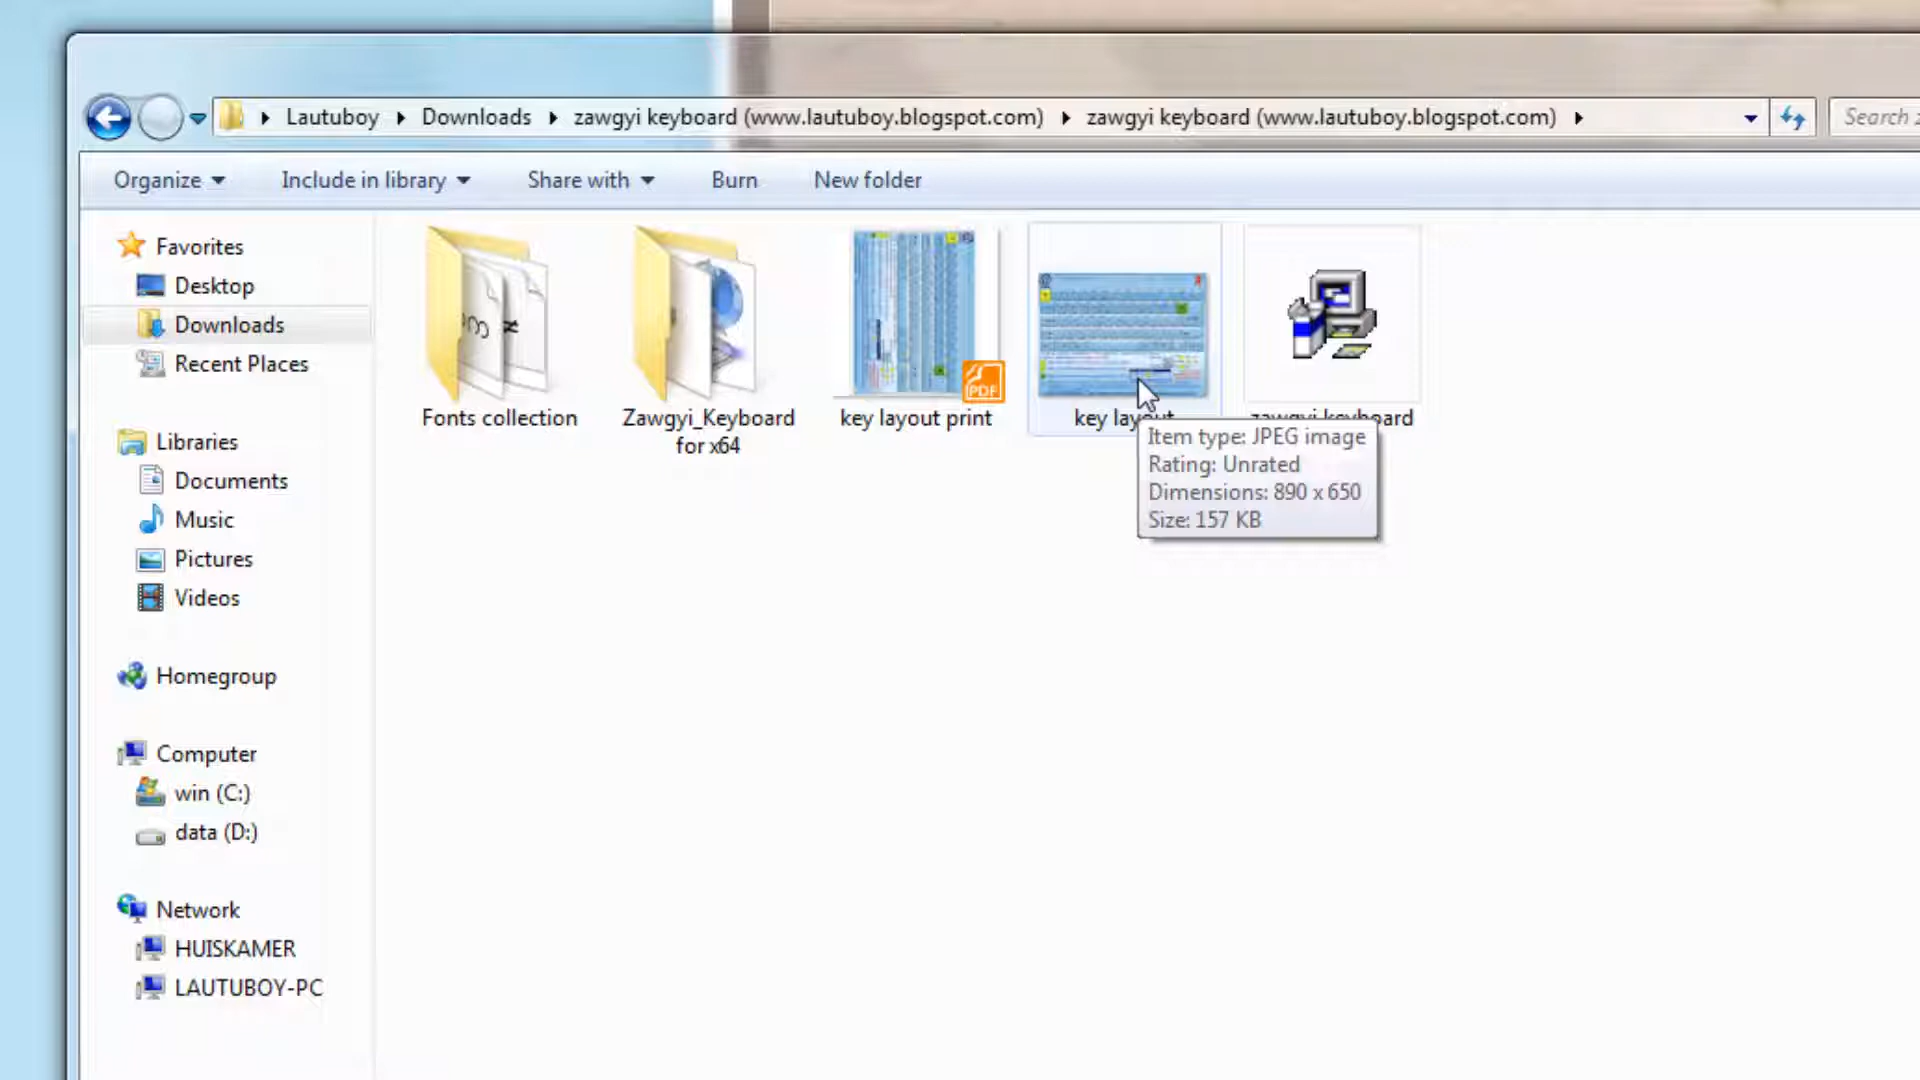 Lautuboy Downloads zawgyi keyboard (www.lautuboy.blogspot.com) zawgyi keyboard (www.lautuboy.blogspot.com) Search
Organize Include in library Share with Burn New folder
Favorites
Desktop
Downloads
Recent Places
Libraries
Documents
Music
Pictures
Videos
Homegroup
Computer
win (C:)
data (D:)
Network
HUISKAMER
LAUTUBOY-PC
Fonts collection
Zawgyi_Keyboard
for x64
PDF
key layout print
key layout
zawgyi keyboard
Item type: JPEG image
Rating: Unrated
Dimensions: 890 x 650
Size: 157 KB